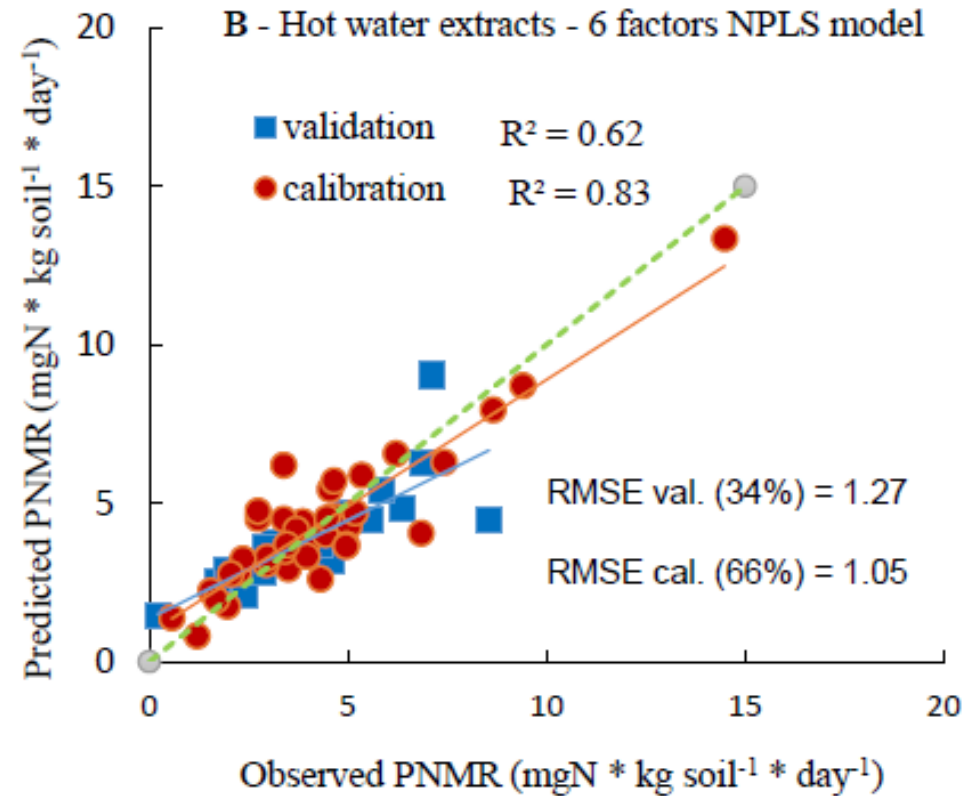 B - Hot water extracts - 6 factors NPLS model
validation R² = 0.62
calibration R² = 0.83
RMSE val. (34%) = 1.27
RMSE cal. (66%) = 1.05
Predicted PNMR (mgN * kg soil⁻¹ * day⁻¹)
20
15
10
5
0
0 5 10 15 20
Observed PNMR (mgN * kg soil⁻¹ * day⁻¹)